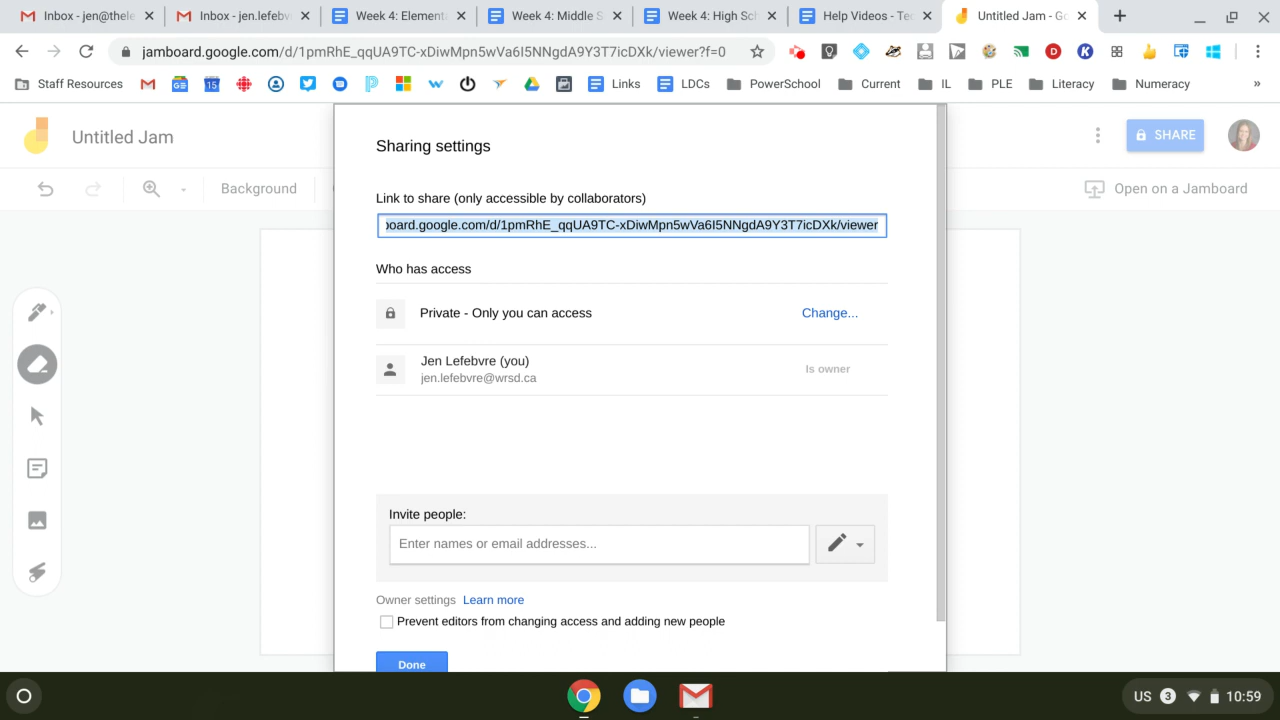 Inbox - jen@thele
Inbox - jen.lefebv
Week 4: Elementa
Week 4: Middle S
Week 4: High Sch
Help Videos - Tec
Untitled Jam - Go
jamboard.google.com/d/1pmRhE_qqUA9TC-xDiwMpn5wVa6I5NNgdA9Y3T7icDXk/viewer?f=0
Staff Resources
Links
LDCs
PowerSchool
Current
IL
PLE
Literacy
Numeracy
»
Untitled Jam
SHARE
Background
Open on a Jamboard
Sharing settings
Link to share (only accessible by collaborators)
board.google.com/d/1pmRhE_qqUA9TC-xDiwMpn5wVa6I5NNgdA9Y3T7icDXk/viewer
Who has access
Private - Only you can access
Change...
Jen Lefebvre (you)
jen.lefebvre@wrsd.ca
Is owner
Invite people:
Enter names or email addresses...
Owner settings Learn more
Prevent editors from changing access and adding new people
Done
US 3 10:59